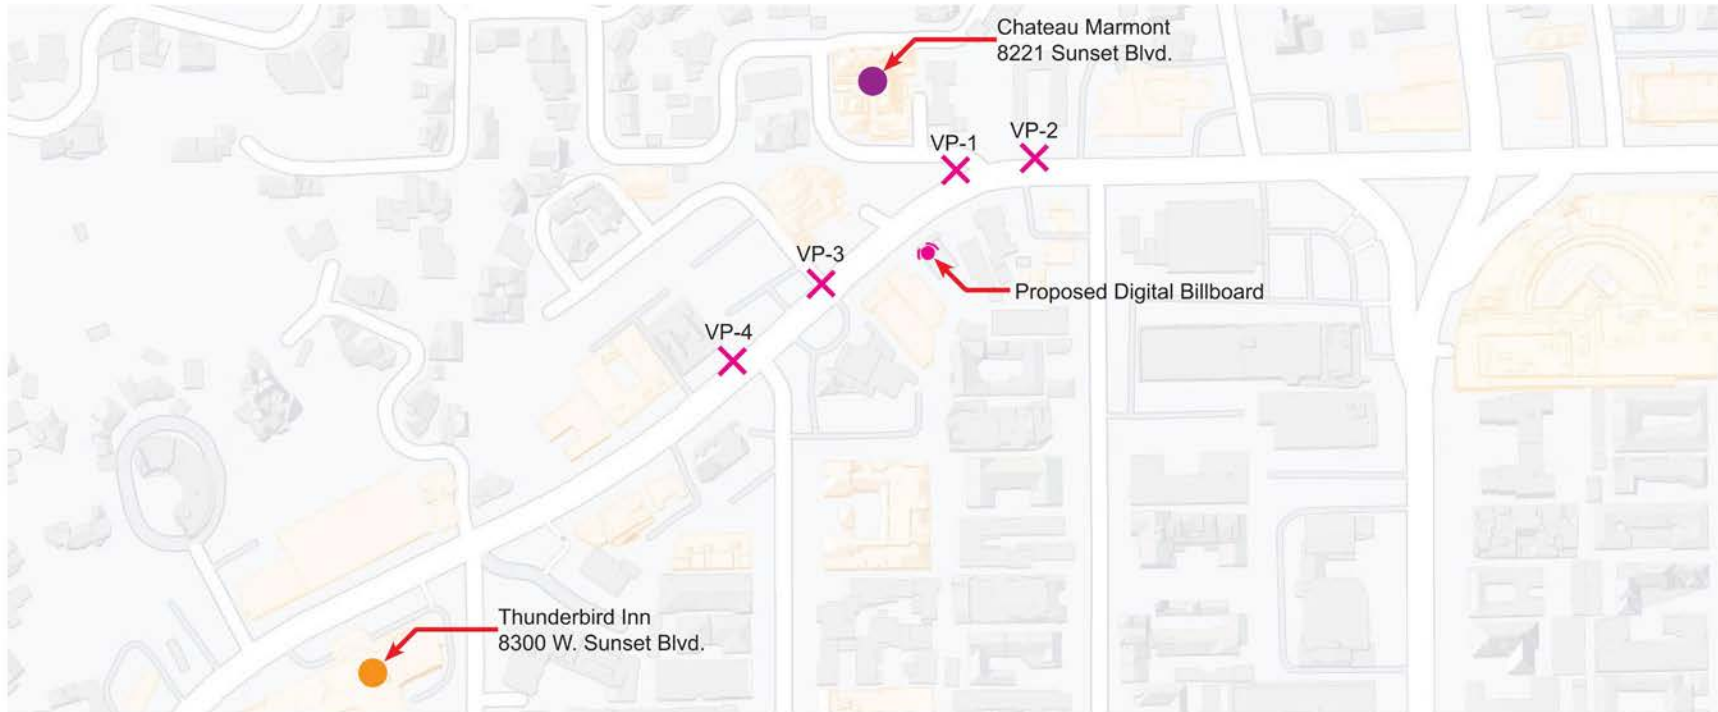 Chateau Marmont
8221 Sunset Blvd.
VP-2
VP-1
VP-3
Proposed Digital Billboard
VP-4
Thunderbird Inn
8300 W. Sunset Blvd.